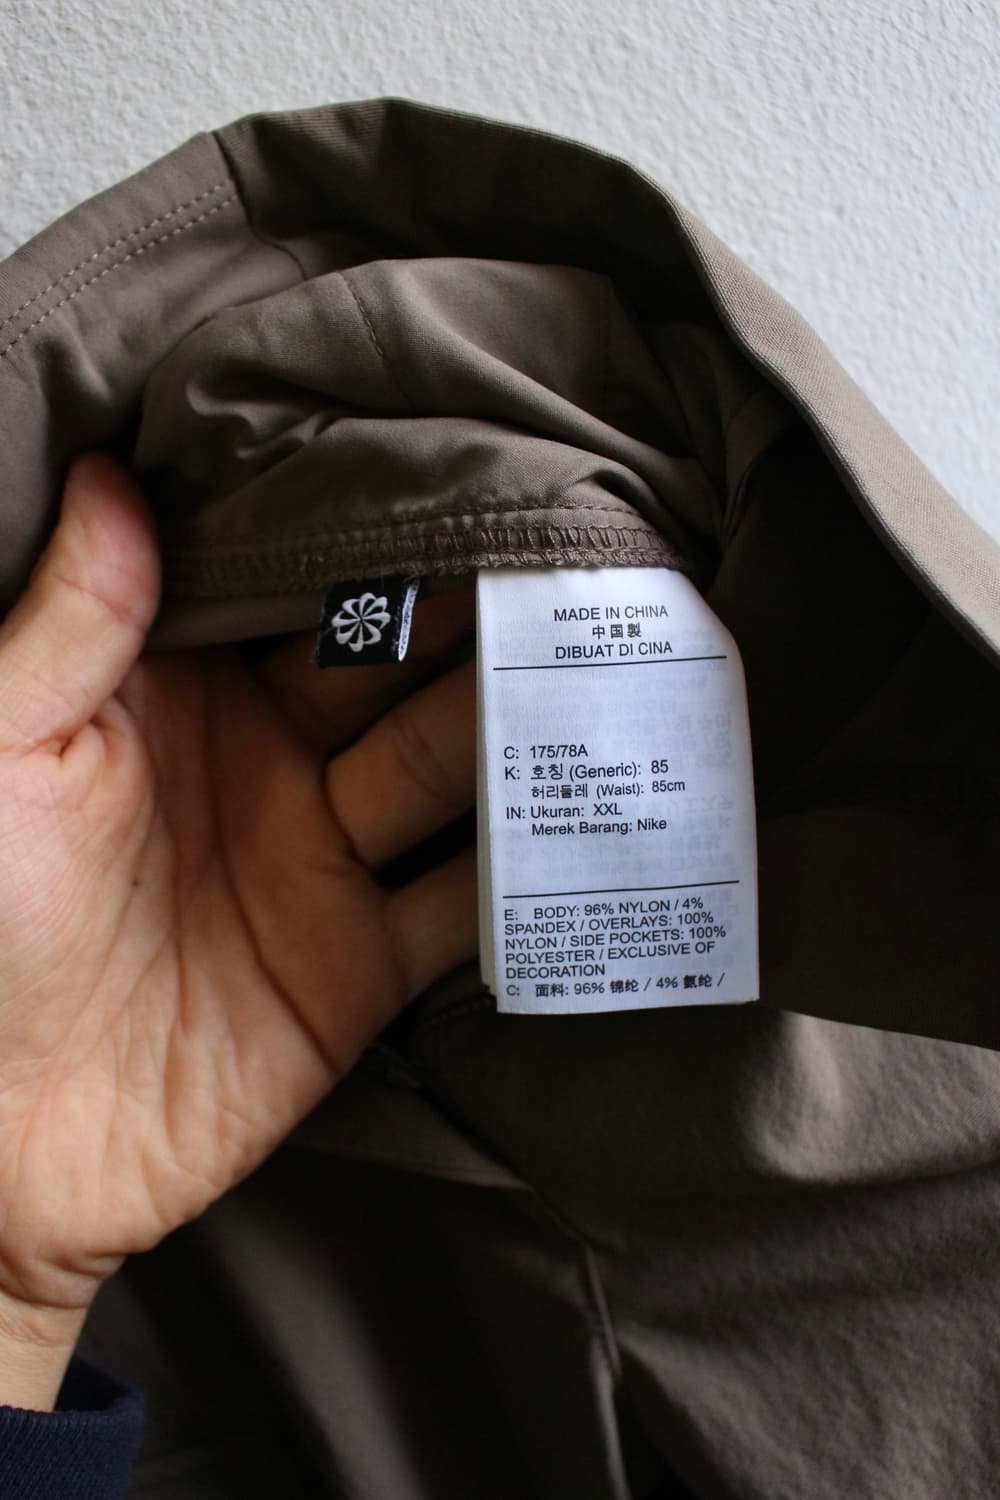 MADE IN CHINA
中国製
DIBUAT DI CINA
C: 175/78A
K: 호칭 (Generic): 85
허리둘레 (Waist): 85cm
IN: Ukuran: XXL
Merek Barang: Nike
E: BODY: 96% NYLON / 4%
SPANDEX / OVERLAYS: 100%
NYLON / SIDE POCKETS: 100%
POLYESTER / EXCLUSIVE OF
DECORATION
C: 面料: 96% 锦纶 / 4% 氨纶 /